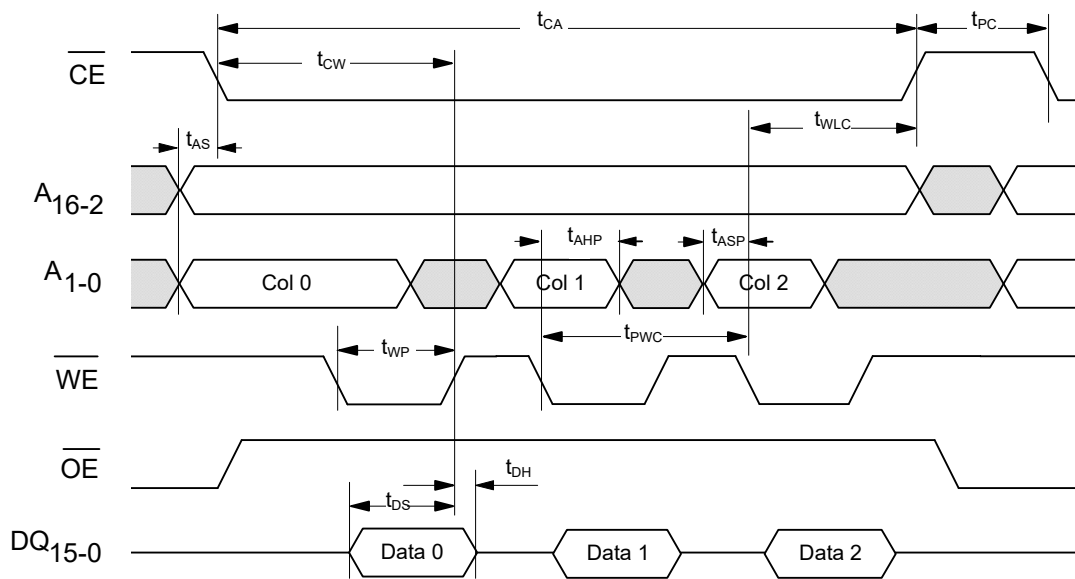 tCA
tPC
CE
tCW
tWLC
tAS
A16-2
tAHP
tASP
A1-0
Col 0
Col 1
Col 2
tPWC
tWP
WE
OE
tDH
tDS
DQ15-0
Data 0
Data 1
Data 2